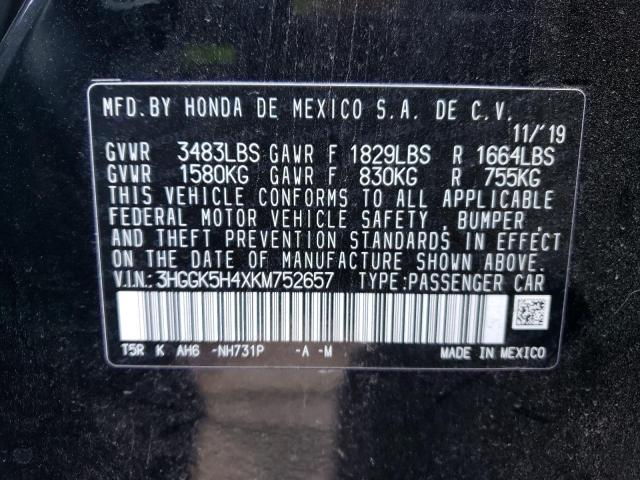 MFD. BY HONDA DE MEXICO S.A. DE C.V.
11/'19
GVWR 3483LBS GAWR F 1829LBS R 1664LBS
GVWR 1580KG GAWR F 830KG R 755KG
THIS VEHICLE CONFORMS TO ALL APPLICABLE
FEDERAL MOTOR VEHICLE SAFETY, BUMPER,
AND THEFT PREVENTION STANDARDS IN EFFECT
ON THE DATE OF MANUFACTURE SHOWN ABOVE.
V.I.N.: 3HGGK5H4XKM752657 TYPE: PASSENGER CAR
T5R K AH6 -NH731P -A -M MADE IN MEXICO